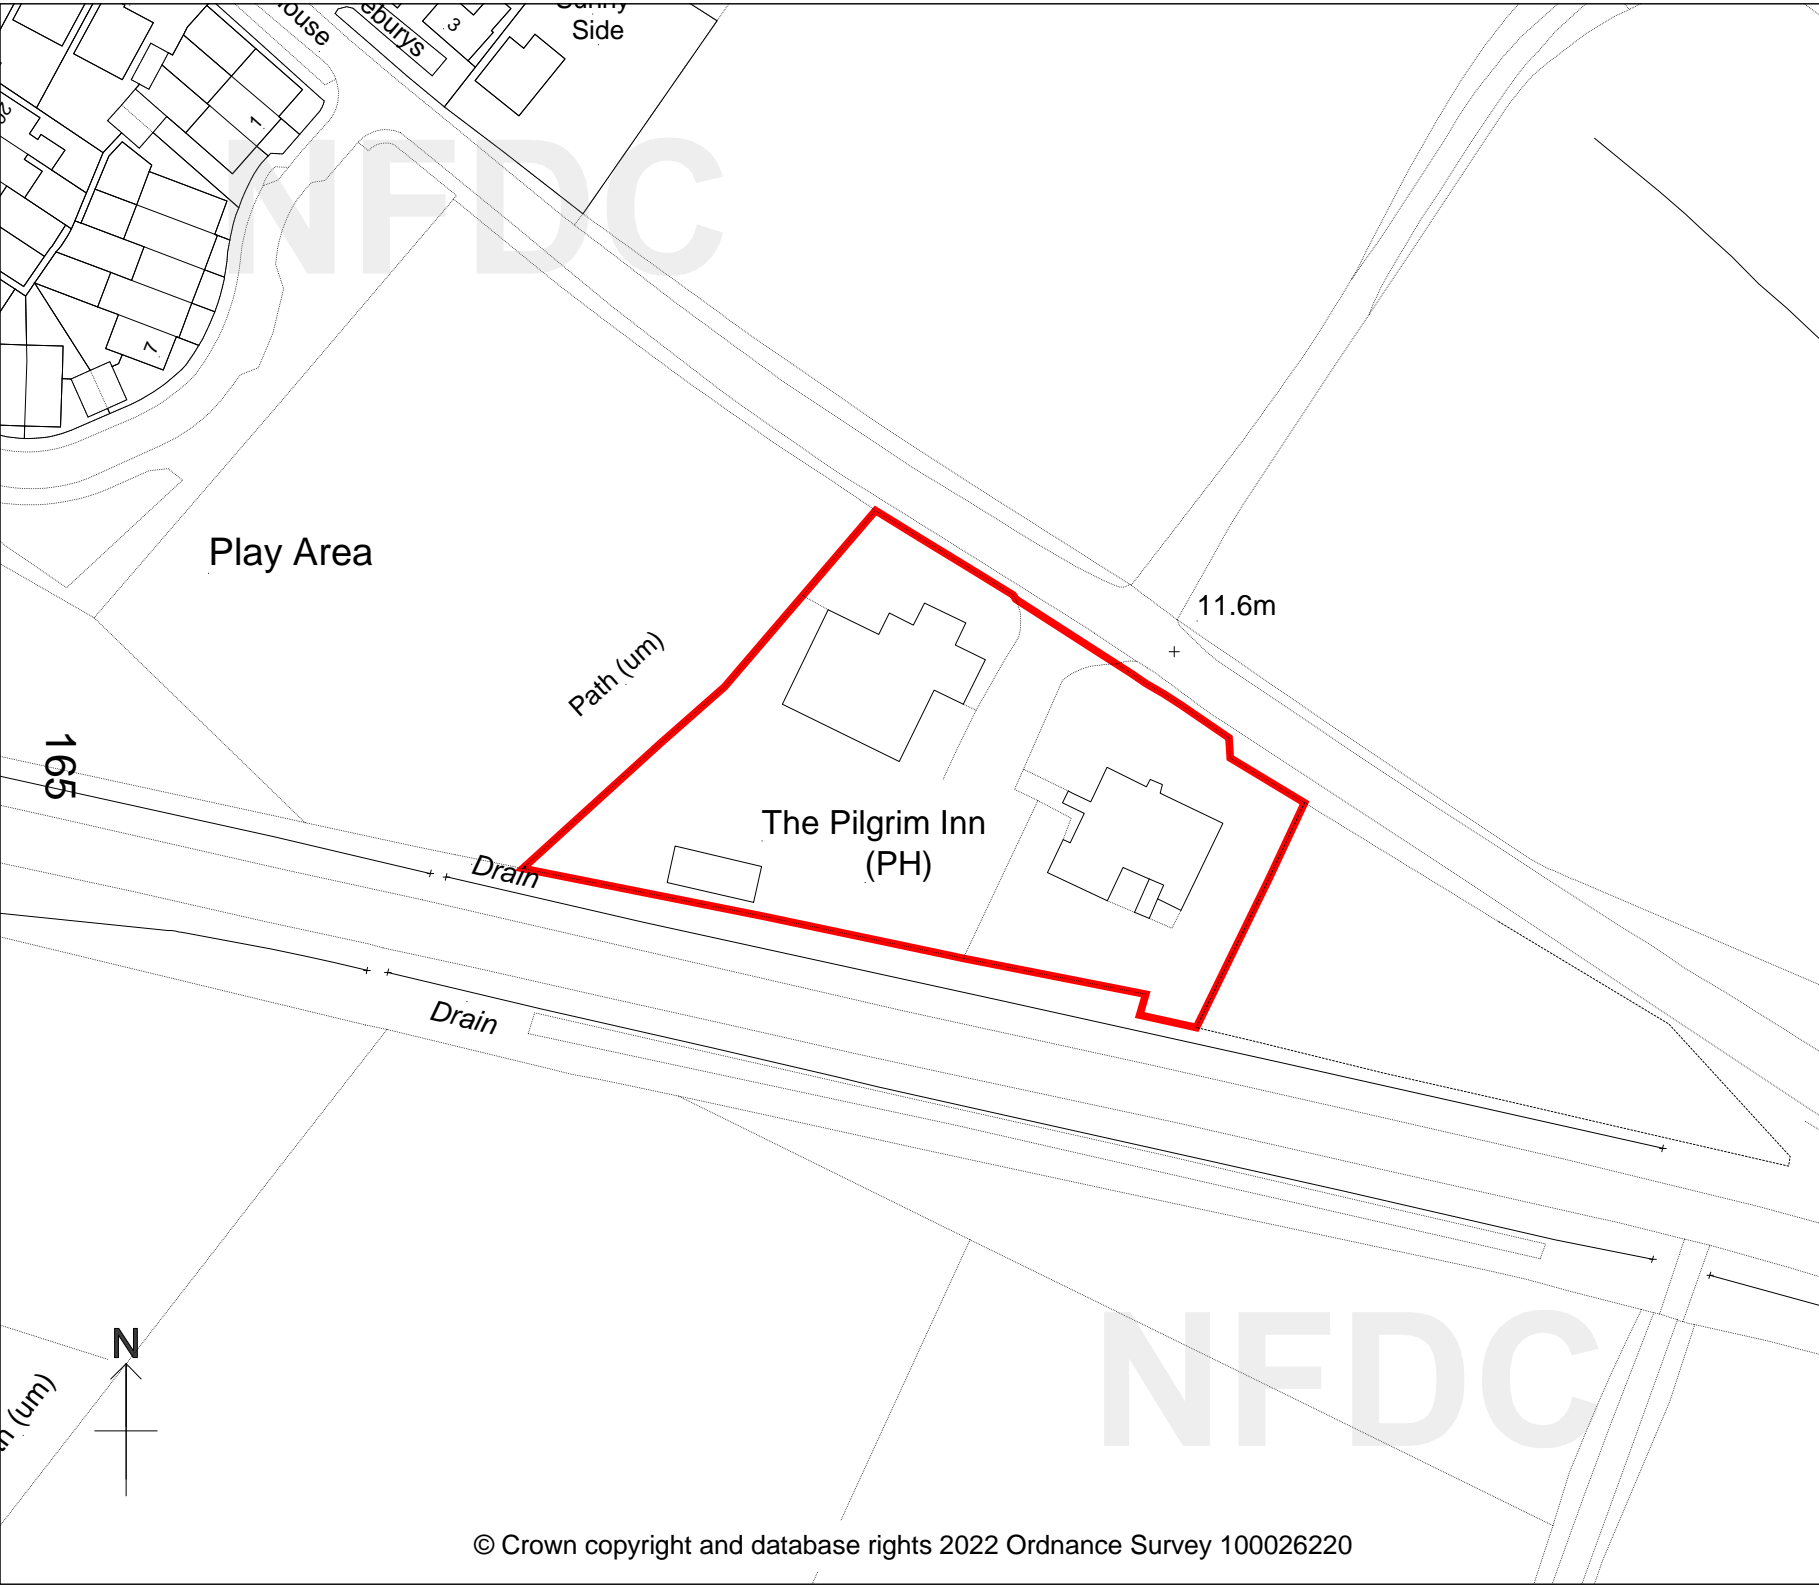 Side
3
1
7
NFDC
Play Area
11.6m
Path (um)
165
The Pilgrim Inn
(PH)
Drain
Drain
NFDC
N
(um)
© Crown copyright and database rights 2022 Ordnance Survey 100026220